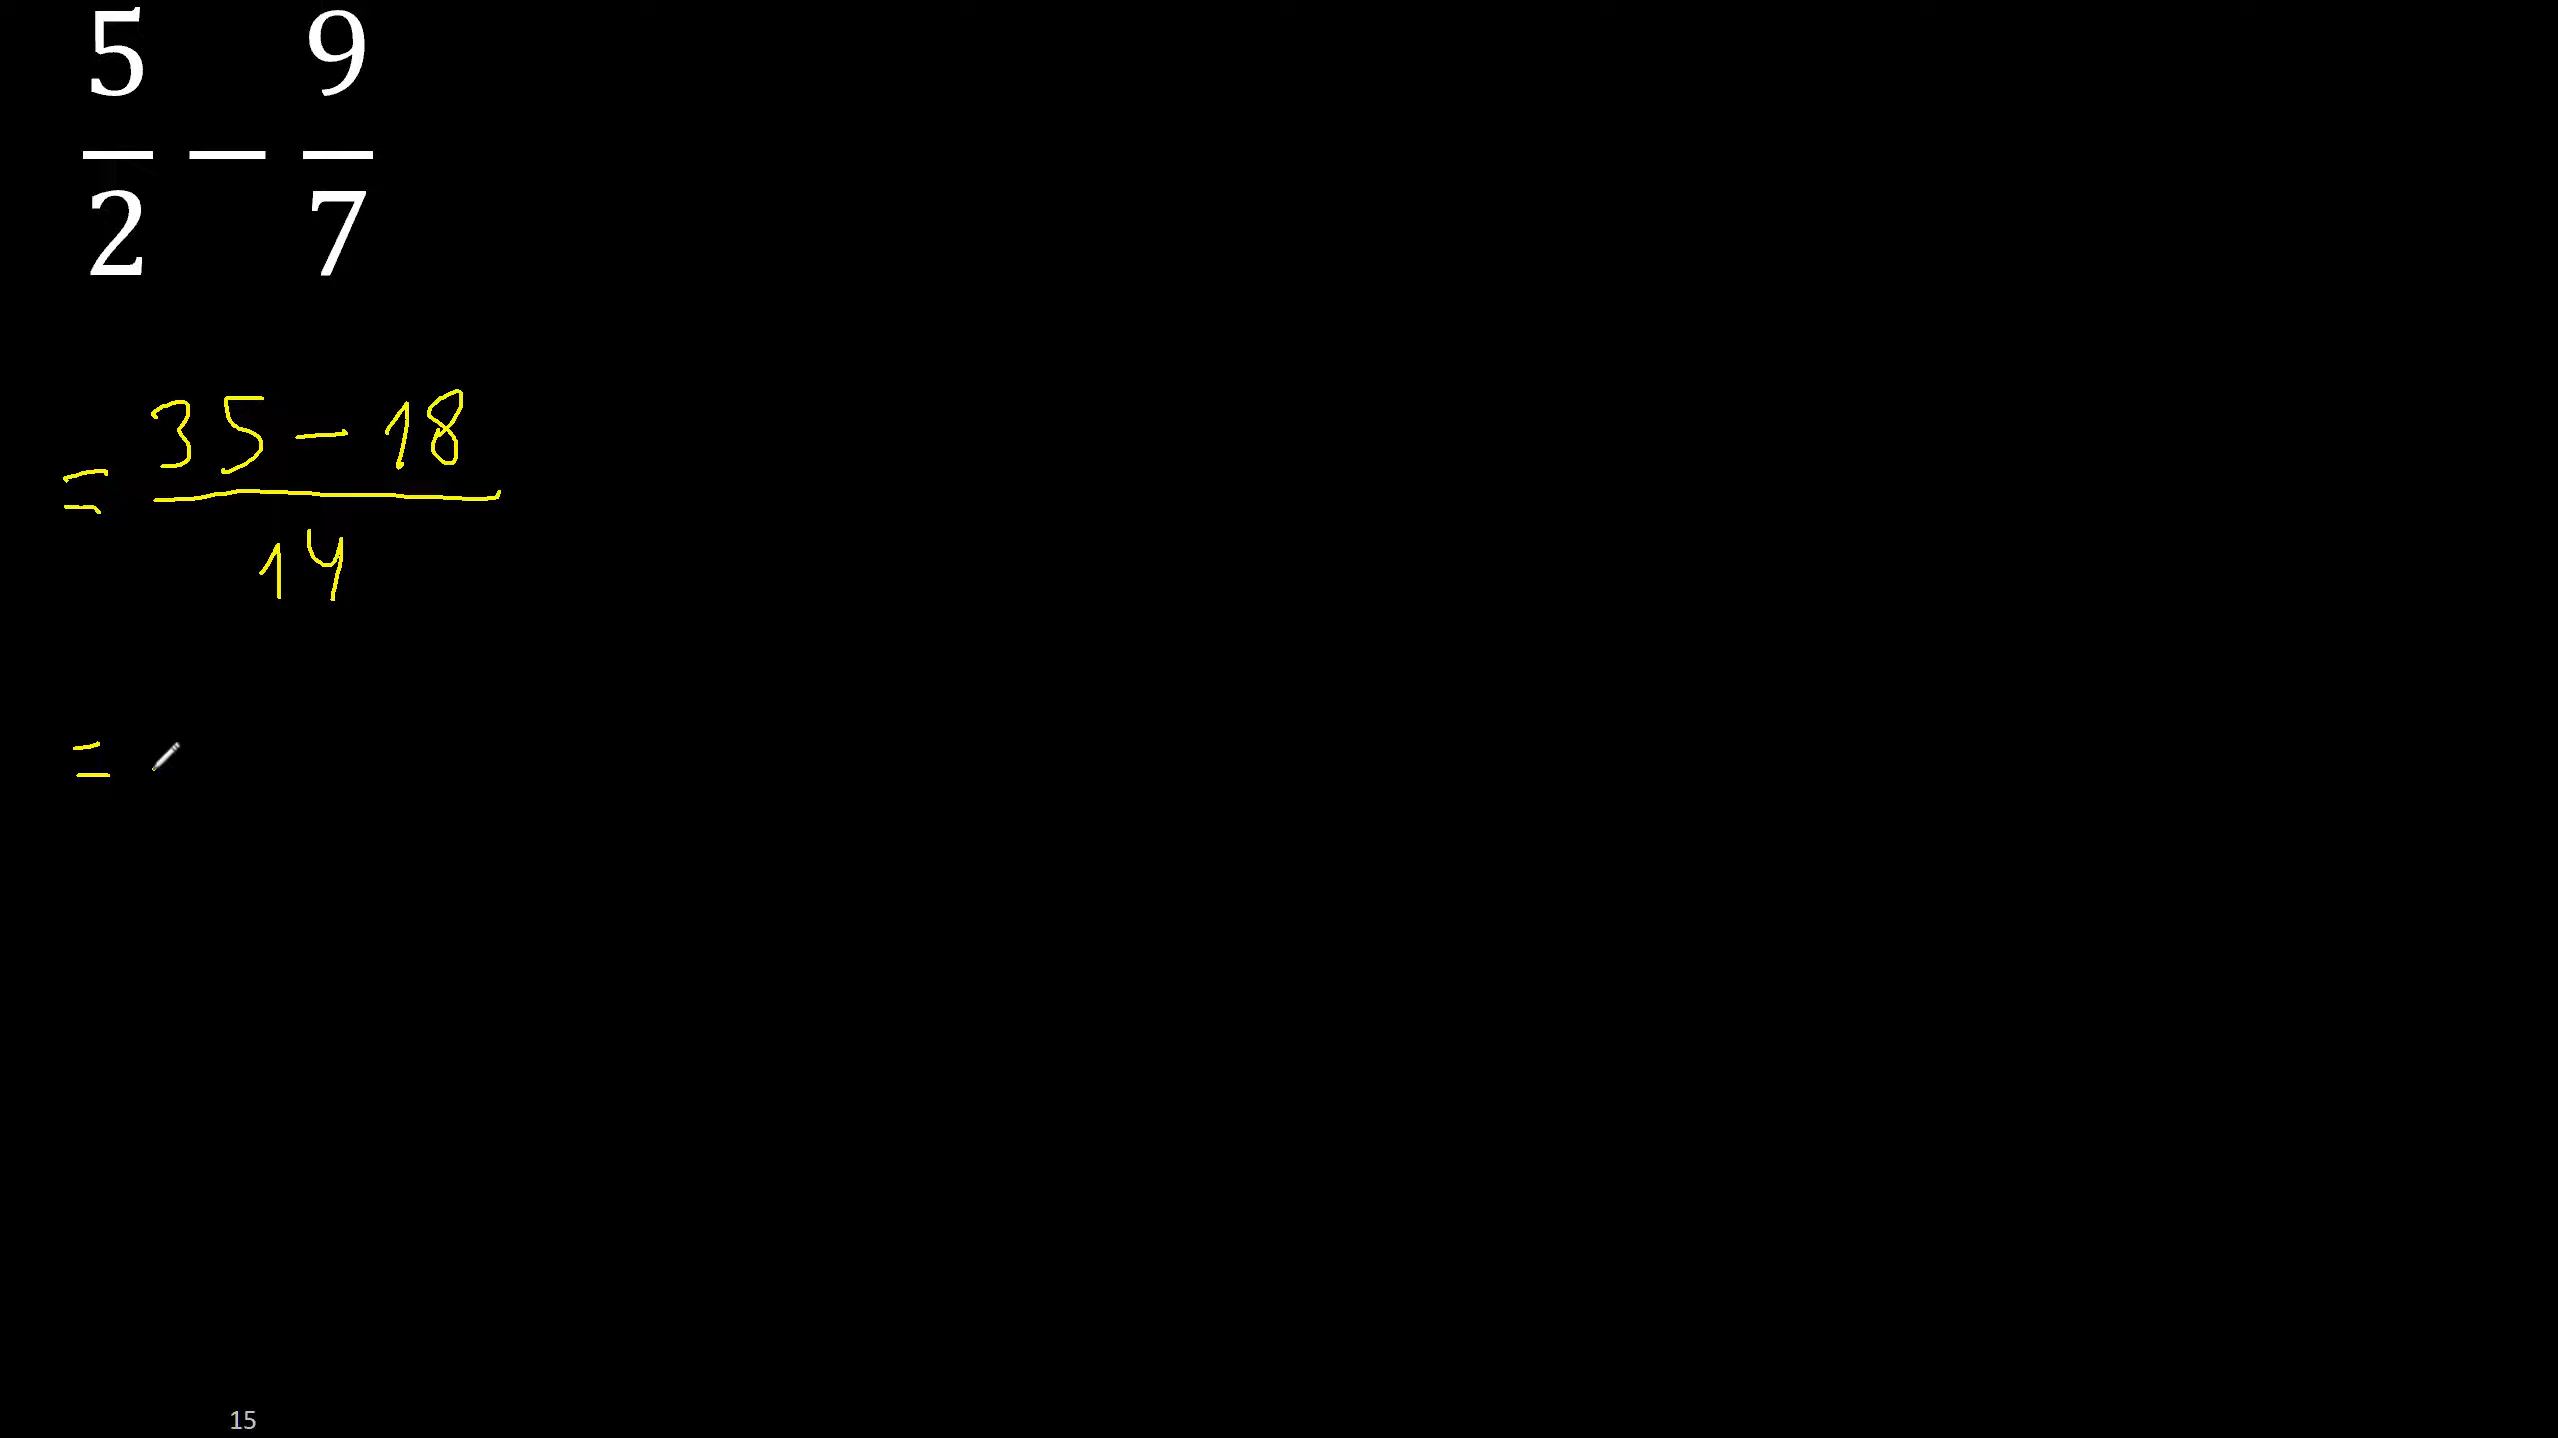 5/2 − 9/7
= 35 − 18 / 14
=
15